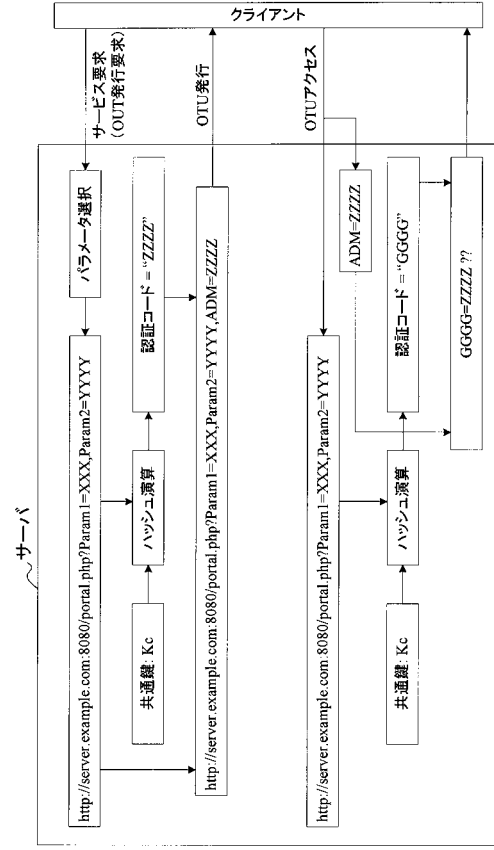 サーバ
クライアント
サービス要求
(OUT発行要求)
パラメータ選択
http://server.example.com:8080/portal.php?Param1=XXX,Param2=YYYY
共通鍵: Kc
ハッシュ演算
認証コード = “ZZZZ”
http://server.example.com:8080/portal.php?Param1=XXX,Param2=YYYY,ADM=ZZZZ
OTU発行
OTUアクセス
http://server.example.com:8080/portal.php?Param1=XXX,Param2=YYYY
ADM=ZZZZ
共通鍵: Kc
ハッシュ演算
認証コード = “GGGG”
GGGG=ZZZZ ??